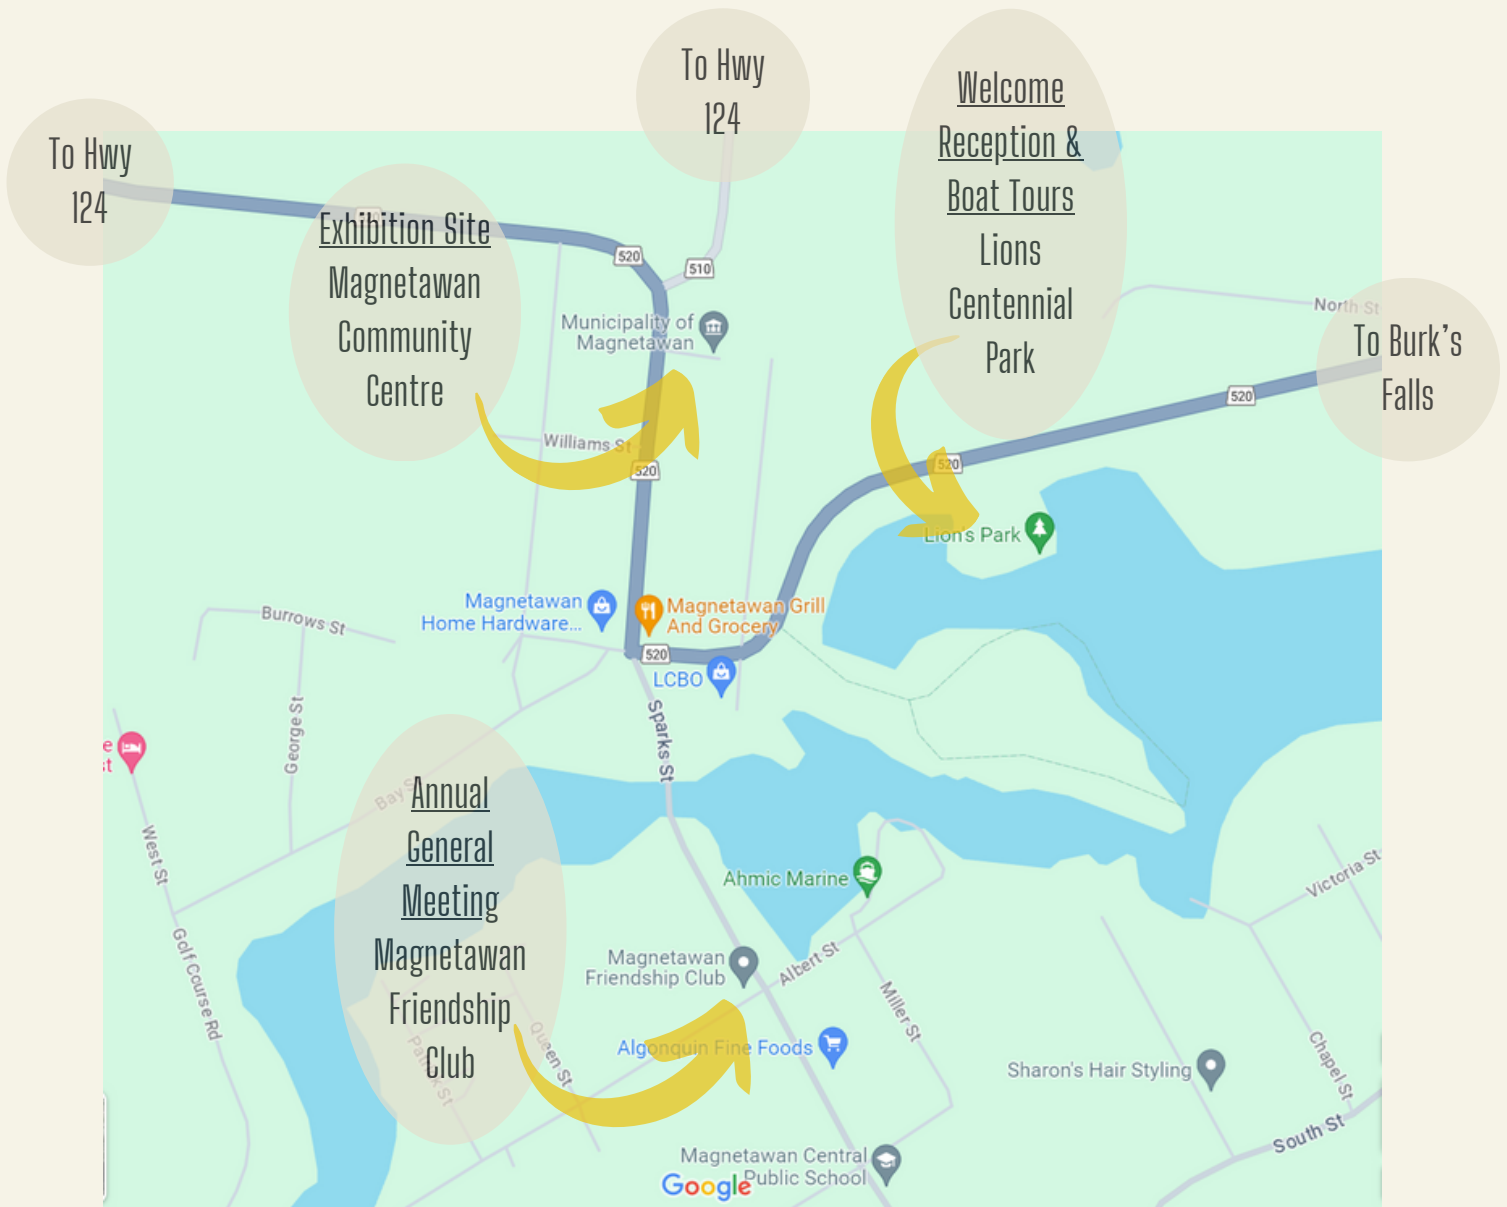 To Hwy
124
To Hwy
124
Welcome
Reception &
Boat Tours
Lions
Centennial
Park
Exhibition Site
Magnetawan
Community
Centre
520
510
Municipality of
Magnetawan
North St
To Burk's
Falls
520
Williams St
520
520
Lion's Park
Magnetawan
Home Hardware...
Magnetawan Grill
And Grocery
Burrows St
520
LCBO
George St
Sparks St
Bay S
Annual
General
Meeting
Magnetawan
Friendship
Club
West St
Golf Course Rd
Ahmic Marine
Victoria St
Magnetawan
Friendship Club
Albert St
Miller St
Queen St
Algonquin Fine Foods
Sharon's Hair Styling
Chapel St
South St
Magnetawan Central
Public School
Google